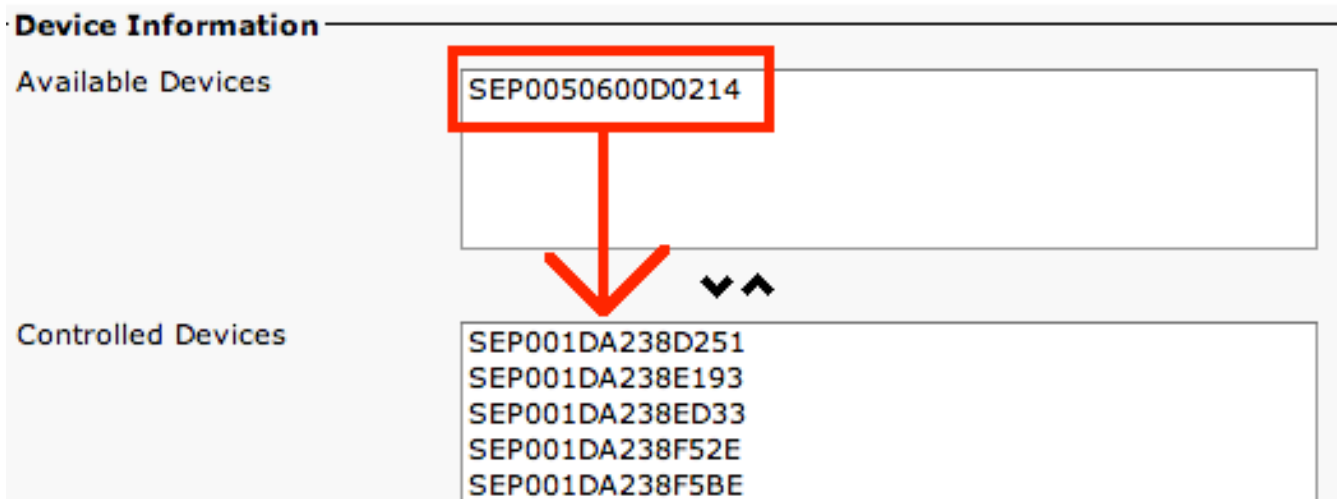 Device Information
Available Devices
SEP0050600D0214
Controlled Devices
SEP001DA238D251
SEP001DA238E193
SEP001DA238ED33
SEP001DA238F52E
SEP001DA238F5BE